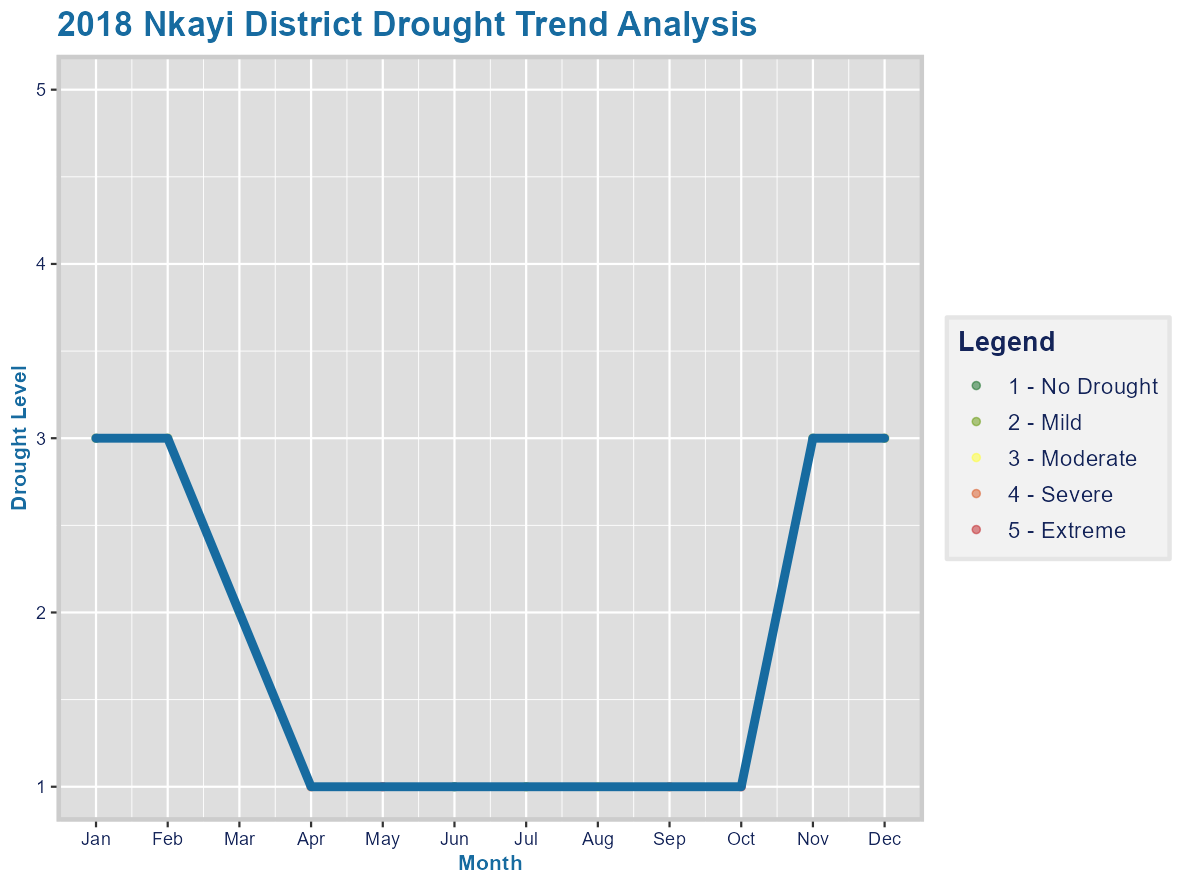 2018 Nkayi District Drought Trend Analysis
5
4
3
2
1
Drought Level
Jan Feb Mar Apr May Jun Jul Aug Sep Oct Nov Dec
Month
Legend
1 - No Drought
2 - Mild
3 - Moderate
4 - Severe
5 - Extreme